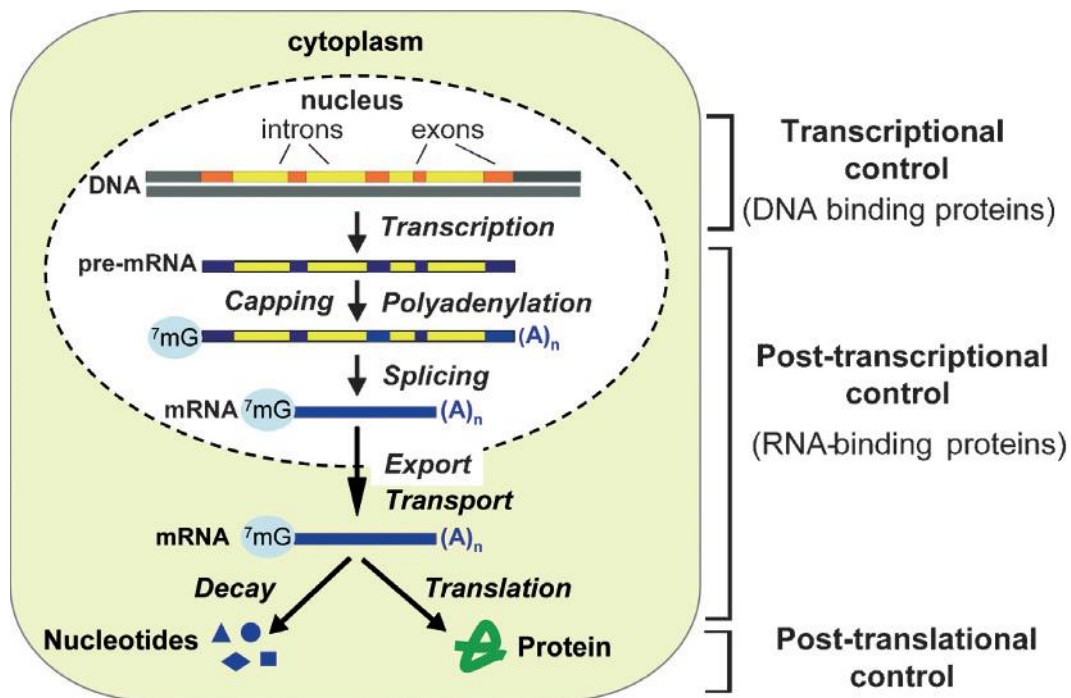 cytoplasm
nucleus
introns exons
DNA
Transcription
pre-mRNA
Capping Polyadenylation
⁷mG (A)ₙ
Splicing
mRNA ⁷mG (A)ₙ
Export
Transport
mRNA ⁷mG (A)ₙ
Decay Translation
Nucleotides Protein
Transcriptional
control
(DNA binding proteins)
Post-transcriptional
control
(RNA-binding proteins)
Post-translational
control